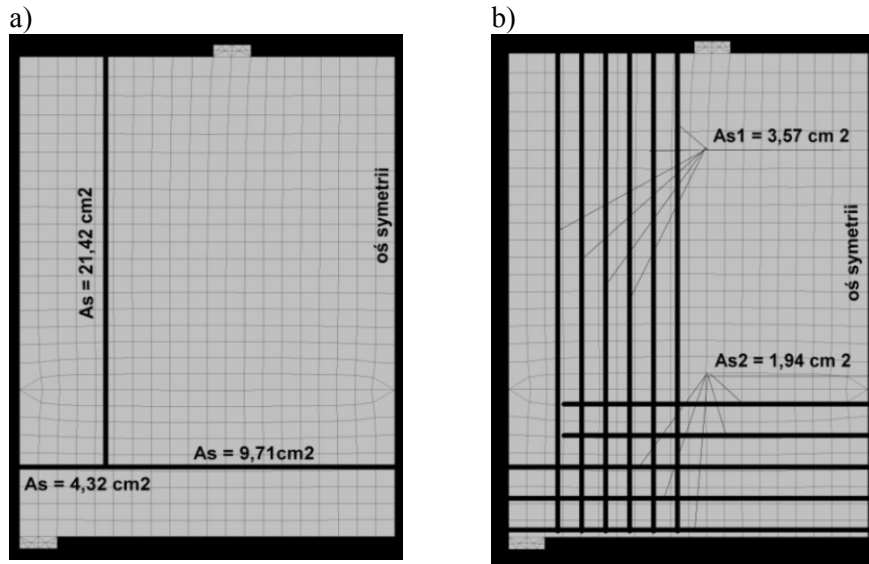 a)
As = 21,42 cm2
oś symetrii
As = 9,71cm2
As = 4,32 cm2
b)
As1 = 3,57 cm 2
oś symetrii
As2 = 1,94 cm 2